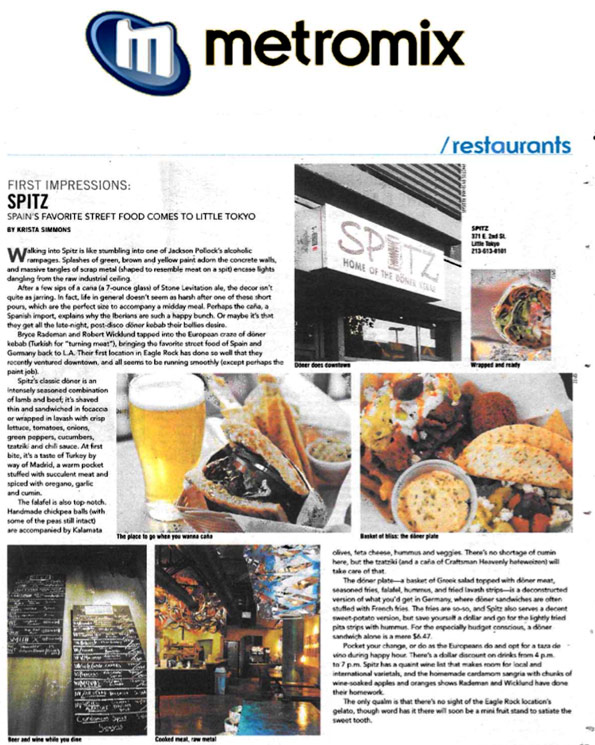 m metromix
/restaurants
FIRST IMPRESSIONS:
SPITZ
SPAIN'S FAVORITE STREET FOOD COMES TO LITTLE TOKYO
BY KRISTA SIMMONS
Walking into Spitz is like stumbling into one of Jackson Pollock's alcoholic
rampages. Splashes of green, brown and yellow paint adorn the concrete walls,
and massive tangles of scrap metal (shaped to resemble meat on a spit) encase lights
dangling from the raw industrial ceiling.
After a few sips of a caña (a 7-ounce glass) of Stone Levitation ale, the decor isn't
quite as jarring. In fact, life in general doesn't seem as harsh after one of these short
pours, which are the perfect size to accompany a midday meal. Perhaps the caña, a
Spanish import, explains why the Iberians are such a happy bunch. Or maybe it's that
they get all the late-night, post-disco döner kebab their bellies desire.
Bryce Rademan and Robert Wicklund tapped into the European craze of döner
kebab (Turkish for "turning meat"), bringing the favorite street food of Spain and
Germany back to L.A. Their first location in Eagle Rock has done so well that they
recently ventured downtown, and all seems to be running smoothly (except perhaps the
paint job).
Spitz's classic döner is an
intensely seasoned combination
of lamb and beef; it's shaved
thin and sandwiched in focaccia
or wrapped in lavash with crisp
lettuce, tomatoes, onions,
green peppers, cucumbers,
tzatziki and chili sauce. At first
bite, it's a taste of Turkey by
way of Madrid, a warm pocket
stuffed with succulent meat and
spiced with oregano, garlic
and cumin.
The falafel is also top-notch.
Handmade chickpea balls (with
some of the peas still intact)
are accompanied by Kalamata
SPITZ
HOME OF THE DÖNER KEBAB
Döner does downtown
SPITZ
371 E. 2nd St.
Little Tokyo
213-613-0101
Wrapped and ready
The place to go when you wanna caña
Basket of bliss: the döner plate
Beer and wine while you dine
Cooked meat, raw metal
olives, feta cheese, hummus and veggies. There's no shortage of cumin
here, but the tzatziki (and a caña of Craftsman Heavenly hefeweizen) will
take care of that.
The döner plate—a basket of Greek salad topped with döner meat,
seasoned fries, falafel, hummus, and fried lavash strips—is a deconstructed
version of what you'd get in Germany, where döner sandwiches are often
stuffed with French fries. The fries are so-so, and Spitz also serves a decent
sweet-potato version, but save yourself a dollar and go for the lightly fried
pita strips with hummus. For the especially budget conscious, a döner
sandwich alone is a mere $6.47.
Pocket your change, or do as the Europeans do and opt for a taza de
vino during happy hour. There's a dollar discount on drinks from 4 p.m.
to 7 p.m. Spitz has a quaint wine list that makes room for local and
international varietals, and the homemade cardamom sangria with chunks of
wine-soaked apples and oranges shows Rademan and Wicklund have done
their homework.
The only qualm is that there's no sight of the Eagle Rock location's
gelato, though word has it there will soon be a mini fruit stand to satiate the
sweet tooth.